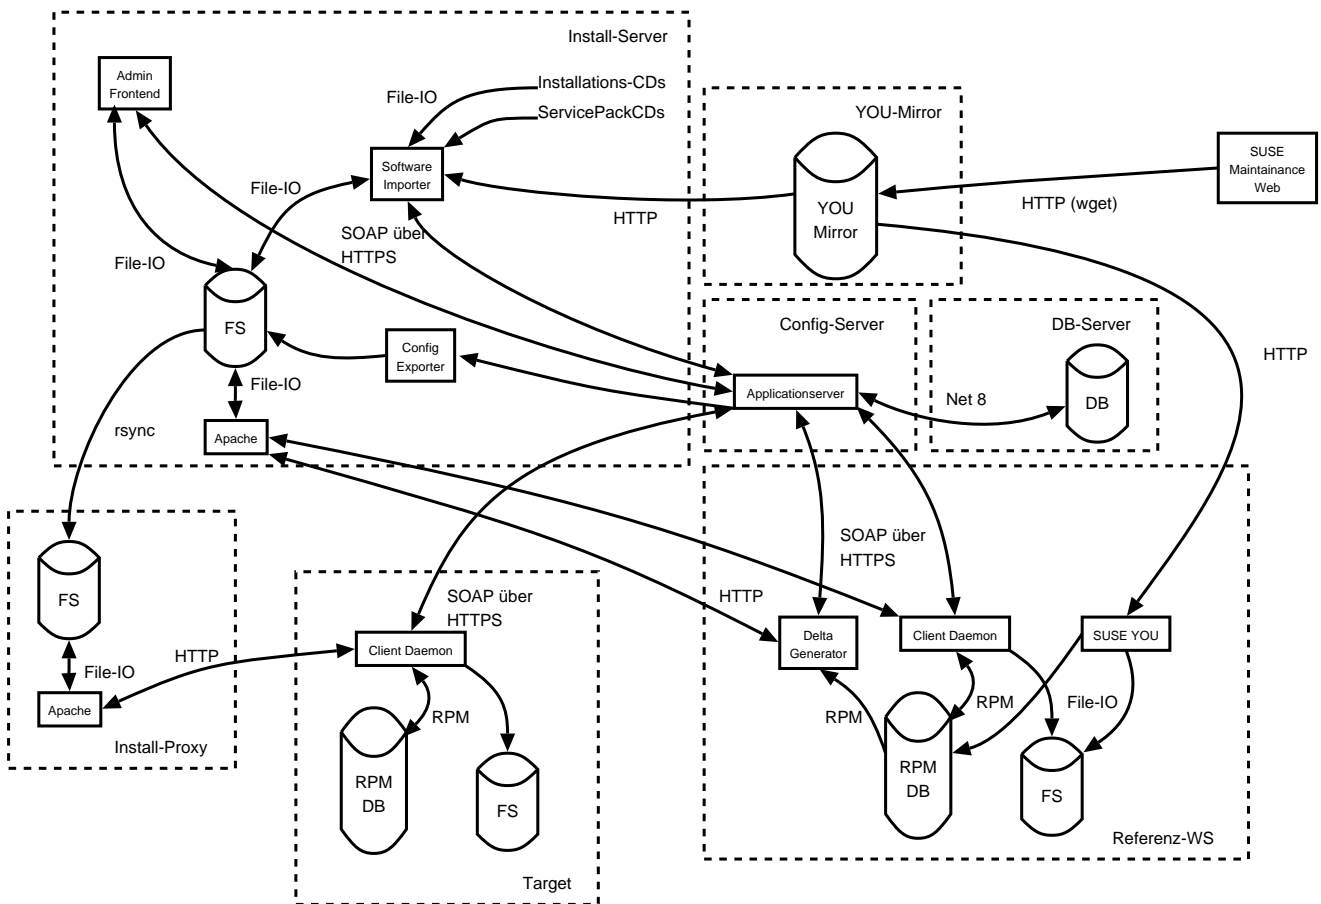 Install-Server
Admin
Frontend
File-IO
Installations-CDs
ServicePackCDs
YOU-Mirror
SUSE
Maintainance
Web
Software
Importer
File-IO
HTTP
YOU
Mirror
HTTP (wget)
SOAP über
HTTPS
File-IO
FS
Config
Exporter
Config-Server
DB-Server
HTTP
File-IO
Applicationserver
Net 8
DB
rsync
Apache
SOAP über
HTTPS
FS
SOAP über
HTTPS
HTTP
Delta
Generator
Client Daemon
SUSE YOU
File-IO
HTTP
Client Daemon
Apache
Install-Proxy
RPM
RPM
DB
FS
Target
RPM
RPM
File-IO
RPM
DB
FS
Referenz-WS